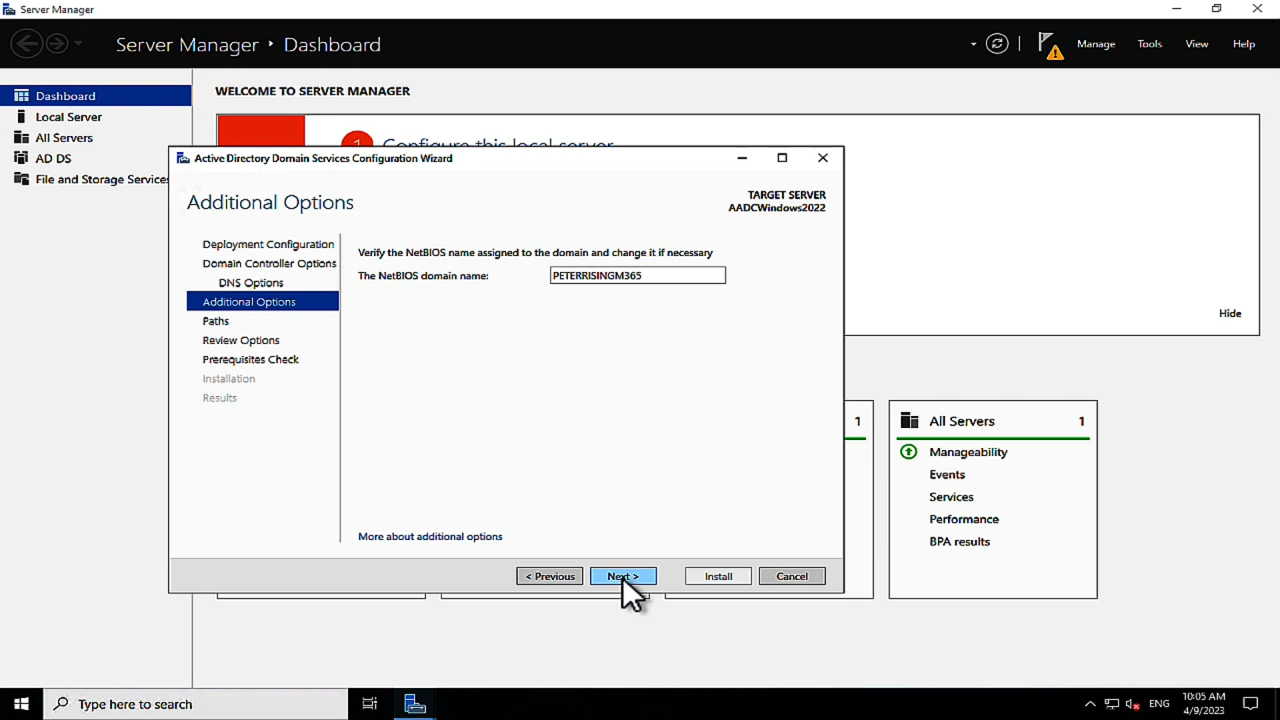 Server Manager
Server Manager ‣ Dashboard
Manage
Tools
View
Help
Dashboard
Local Server
All Servers
AD DS
File and Storage Services
WELCOME TO SERVER MANAGER
1 Configure this local server
Hide
Active Directory Domain Services Configuration Wizard
Additional Options
TARGET SERVER
AADCWindows2022
Deployment Configuration
Domain Controller Options
DNS Options
Additional Options
Paths
Review Options
Prerequisites Check
Installation
Results
Verify the NetBIOS name assigned to the domain and change it if necessary
The NetBIOS domain name: PETERRISINGM365
More about additional options
< Previous
Next >
Install
Cancel
1
All Servers 1
Manageability
Events
Services
Performance
BPA results
Type here to search
ENG
10:05 AM
4/9/2023